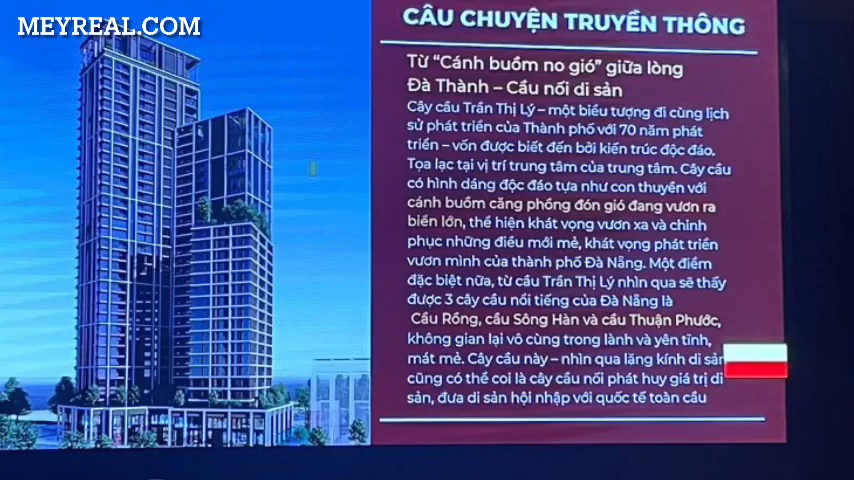 MEYREAL.COM
CÂU CHUYỆN TRUYỀN THÔNG
Từ “Cánh buồm no gió” giữa lòng
Đà Thành – Cầu nối di sản
Cây cầu Trần Thị Lý – một biểu tượng đi cùng lịch
sử phát triển của Thành phố với 70 năm phát
triển – vốn được biết đến bởi kiến trúc độc đáo.
Tọa lạc tại vị trí trung tâm của trung tâm. Cây cầu
có hình dáng độc đáo tựa như con thuyền với
cánh buồm căng phồng đón gió đang vươn ra
biển lớn, thể hiện khát vọng vươn xa và chinh
phục những điều mới mẻ, khát vọng phát triển
vươn mình của thành phố Đà Nẵng. Một điểm
đặc biệt nữa, từ cầu Trần Thị Lý nhìn qua sẽ thấy
được 3 cây cầu nổi tiếng của Đà Nẵng là
Cầu Rồng, cầu Sông Hàn và cầu Thuận Phước,
không gian lại vô cùng trong lành và yên tĩnh,
mát mẻ. Cây cầu này – nhìn qua lăng kính di sản
cũng có thể coi là cây cầu nối phát huy giá trị di
sản, đưa di sản hội nhập với quốc tế toàn cầu